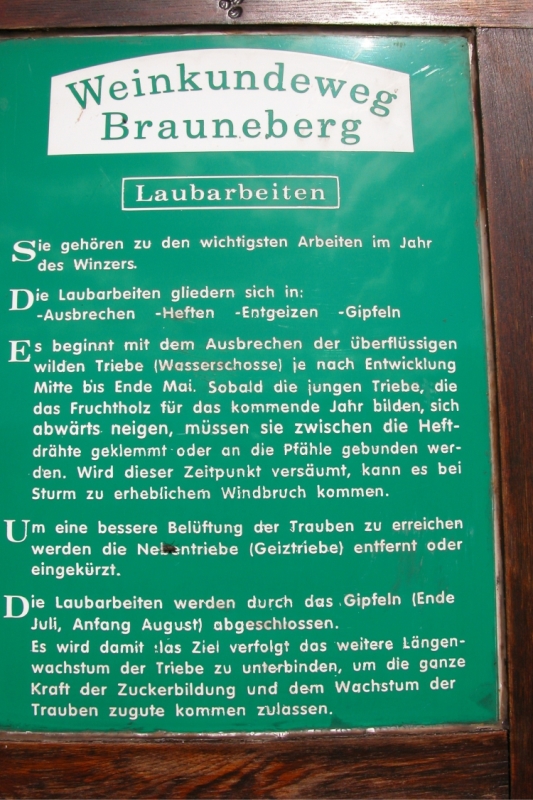 Weinkundeweg
Brauneberg
Laubarbeiten
Sie gehören zu den wichtigsten Arbeiten im Jahr
des Winzers.
Die Laubarbeiten gliedern sich in:
-Ausbrechen -Heften -Entgeizen -Gipfeln
Es beginnt mit dem Ausbrechen der überflüssigen
wilden Triebe (Wasserschosse) je nach Entwicklung
Mitte bis Ende Mai. Sobald die jungen Triebe, die
das Fruchtholz für das kommende Jahr bilden, sich
abwärts neigen, müssen sie zwischen die Heft-
drähte geklemmt oder an die Pfähle gebunden wer-
den. Wird dieser Zeitpunkt versäumt, kann es bei
Sturm zu erheblichem Windbruch kommen.
Um eine bessere Belüftung der Trauben zu erreichen
werden die Nebentriebe (Geiztriebe) entfernt oder
eingekürzt.
Die Laubarbeiten werden durch das Gipfeln (Ende
Juli, Anfang August) abgeschlossen.
Es wird damit das Ziel verfolgt das weitere Längen-
wachstum der Triebe zu unterbinden, um die ganze
Kraft der Zuckerbildung und dem Wachstum der
Trauben zugute kommen zulassen.